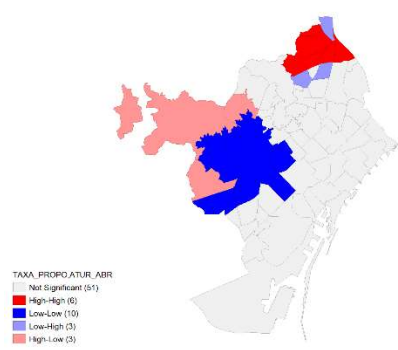 TAXA_PROPO.ATUR_ABR
Not Significant (51)
High-High (6)
Low-Low (10)
Low-High (3)
High-Low (3)